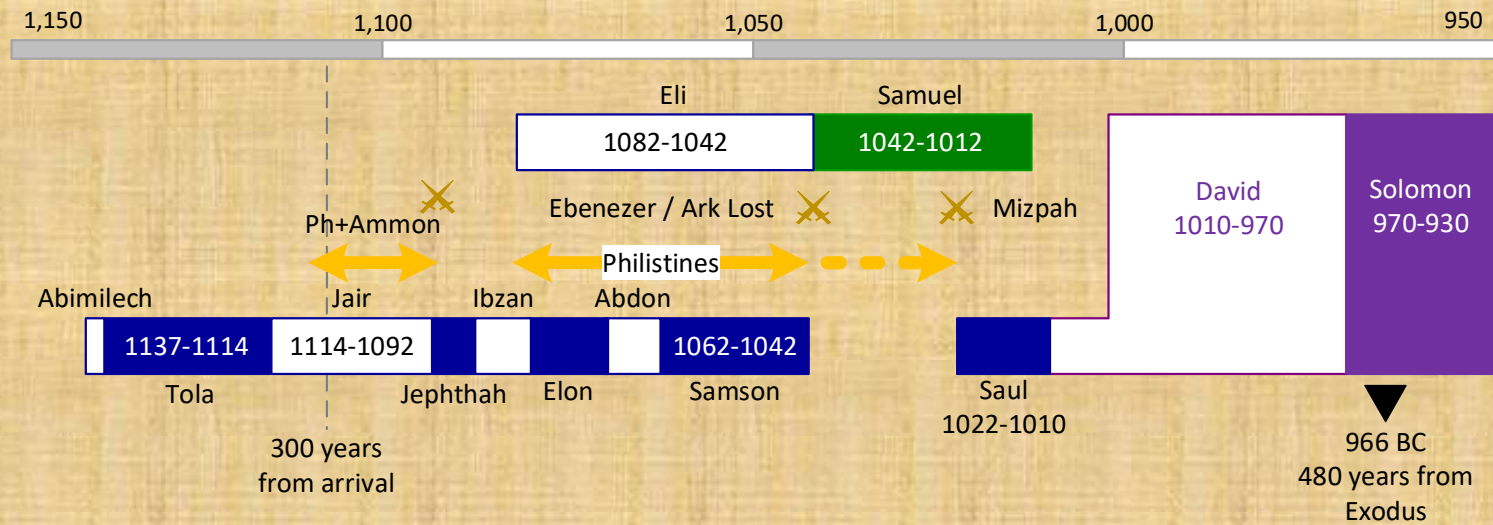 1,150
1,100
1,050
1,000
950
Eli
Samuel
1082-1042
1042-1012
David
1010-970
Solomon
970-930
Ph+Ammon
Ebenezer / Ark Lost
Mizpah
Philistines
Abimilech
Jair
Ibzan
Abdon
1137-1114
1114-1092
1062-1042
Tola
Jephthah
Elon
Samson
Saul
1022-1010
300 years
from arrival
966 BC
480 years from
Exodus